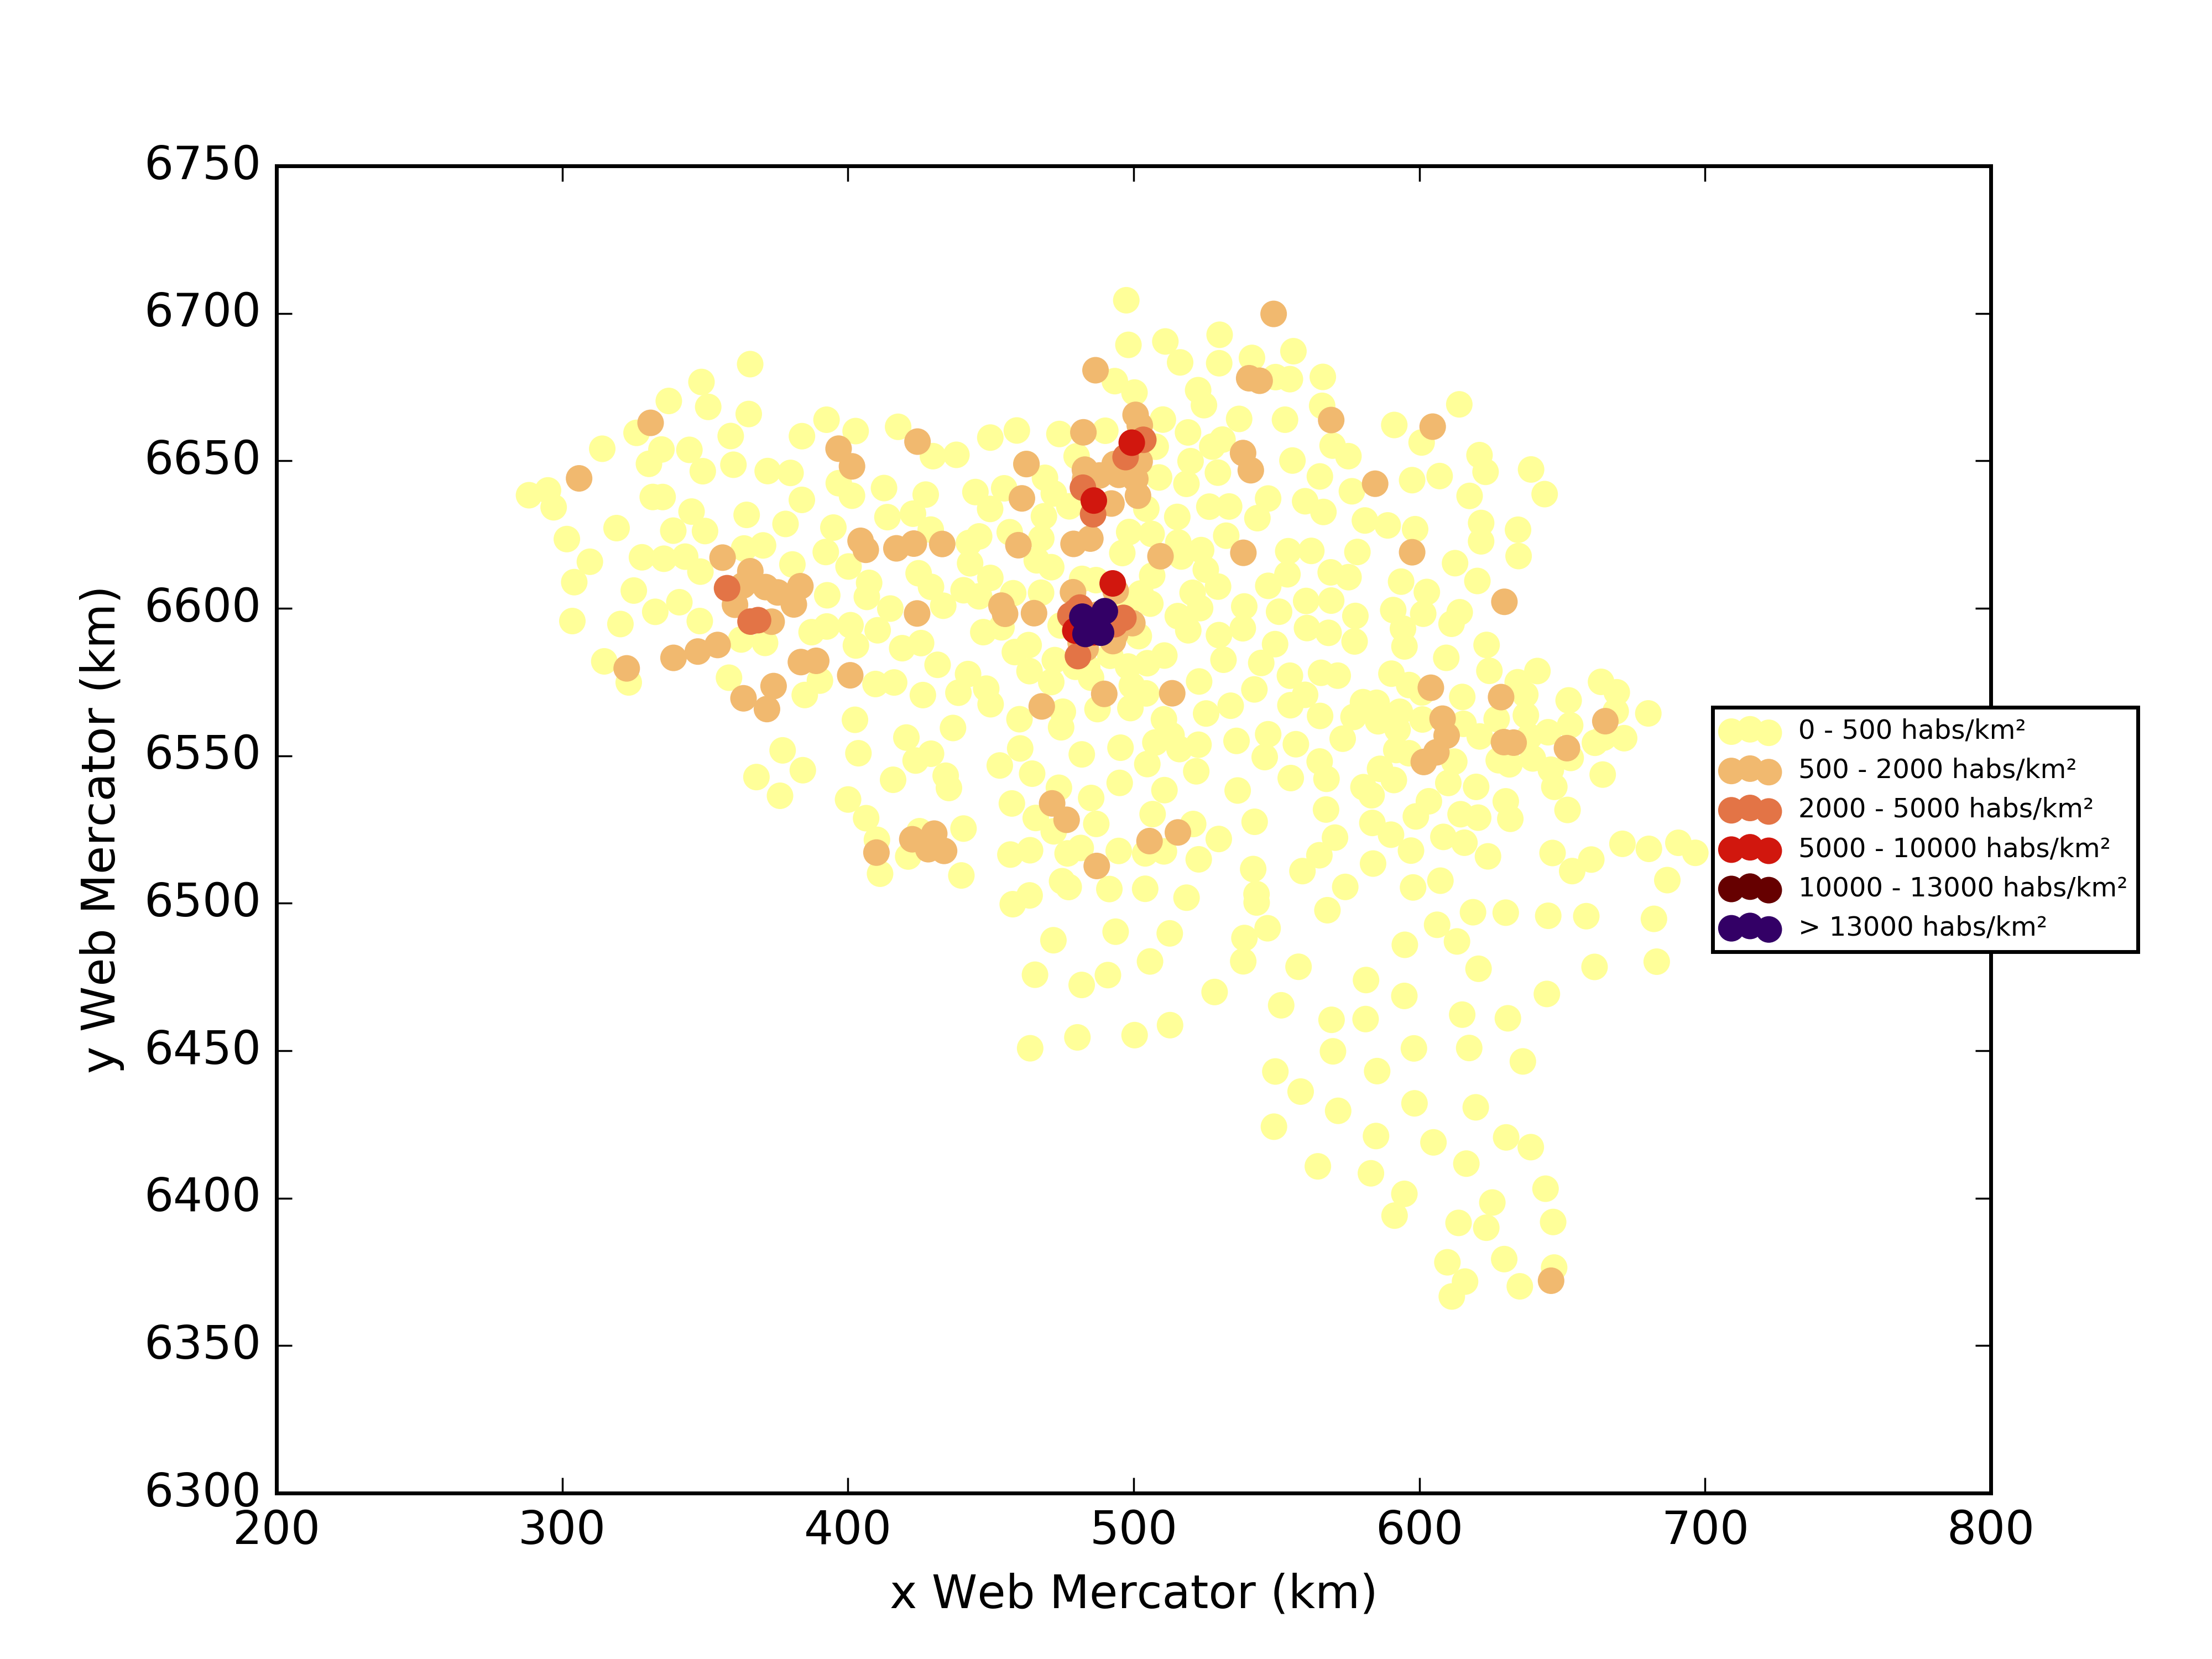 6750
6700
6650
6600
6550
6500
6450
6400
6350
6300
y Web Mercator (km)
0 - 500 habs/km²
500 - 2000 habs/km²
2000 - 5000 habs/km²
5000 - 10000 habs/km²
10000 - 13000 habs/km²
> 13000 habs/km²
200 300 400 500 600 700 800
x Web Mercator (km)